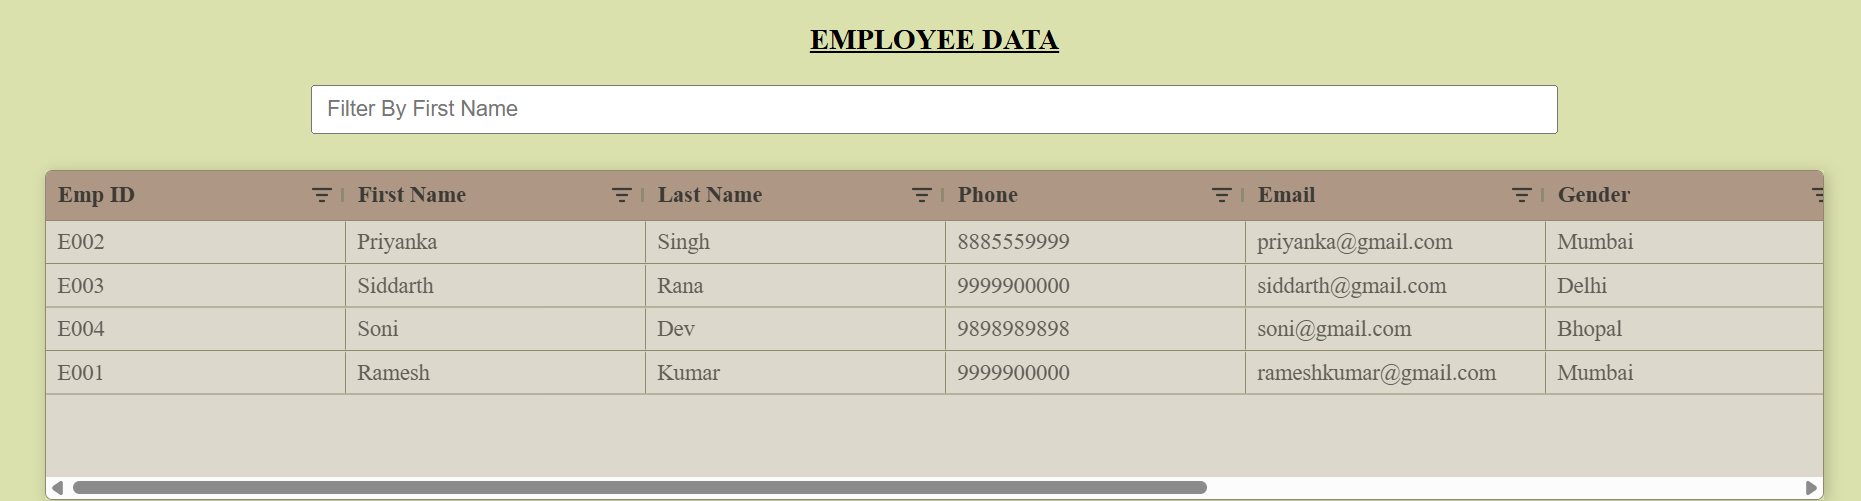 EMPLOYEE DATA
Filter By First Name
Emp ID First Name Last Name Phone Email Gender
E002 Priyanka Singh 8885559999 priyanka@gmail.com Mumbai
E003 Siddarth Rana 9999900000 siddarth@gmail.com Delhi
E004 Soni Dev 9898989898 soni@gmail.com Bhopal
E001 Ramesh Kumar 9999900000 rameshkumar@gmail.com Mumbai